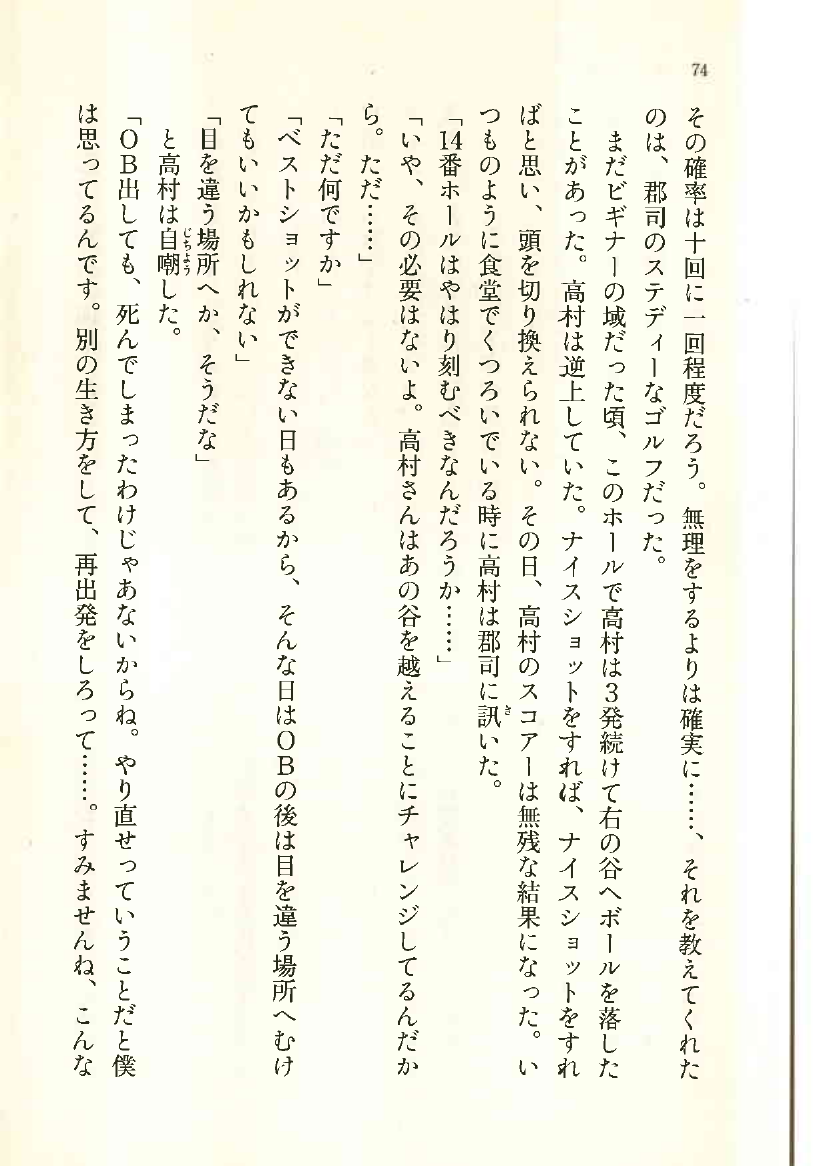 74
その確率は十回に一回程度だろう。無理をするよりは確実に……、それを教えてくれた
のは、郡司のステディーなゴルフだった。
まだビギナーの域だった頃、このホールで高村は3発続けて右の谷へボールを落した
ことがあった。高村は逆上していた。ナイスショットをすれば、ナイスショットをすれ
ばと思い、頭を切り換えられない。その日、高村のスコアーは無残な結果になった。い
つものように食堂でくつろいでいる時に高村は郡司に訊いた。
「14番ホールはやはり刻むべきなんだろうか……」
「いや、その必要はないよ。高村さんはあの谷を越えることにチャレンジしてるんだか
ら。ただ……」
「ただ何ですか」
「ベストショットができない日もあるから、そんな日はOBの後は目を違う場所へむけ
てもいいかもしれない」
「目を違う場所へか、そうだな」
と高村は自嘲した。
「OB出しても、死んでしまったわけじゃあないからね。やり直せっていうことだと僕
は思ってるんです。別の生き方をして、再出発をしろって……。すみませんね、こんな